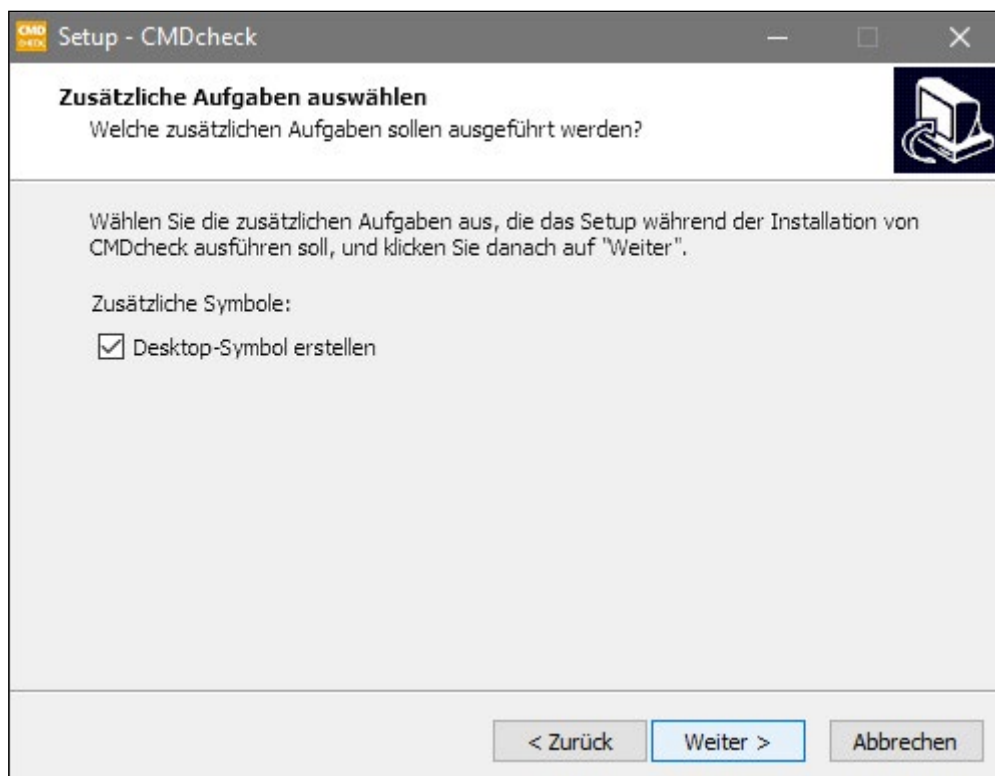 CMD
Setup - CMDcheck
Zusätzliche Aufgaben auswählen
Welche zusätzlichen Aufgaben sollen ausgeführt werden?
Wählen Sie die zusätzlichen Aufgaben aus, die das Setup während der Installation von
CMDcheck ausführen soll, und klicken Sie danach auf "Weiter".
Zusätzliche Symbole:
Desktop-Symbol erstellen
< Zurück
Weiter >
Abbrechen